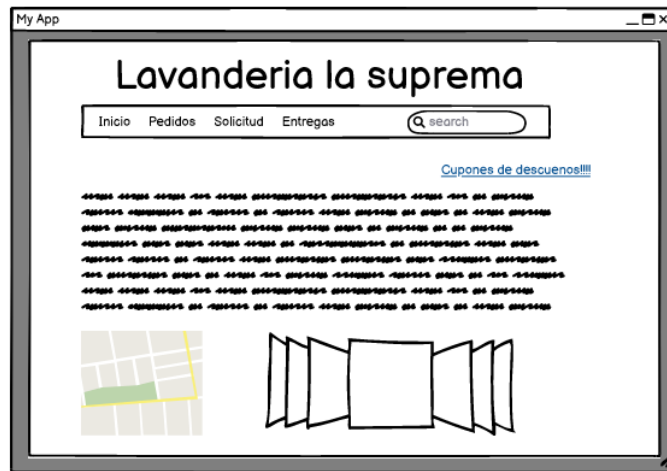 My App
Lavanderia la suprema
Inicio Pedidos Solicitud Entregas search
Cupones de descuenos!!!!